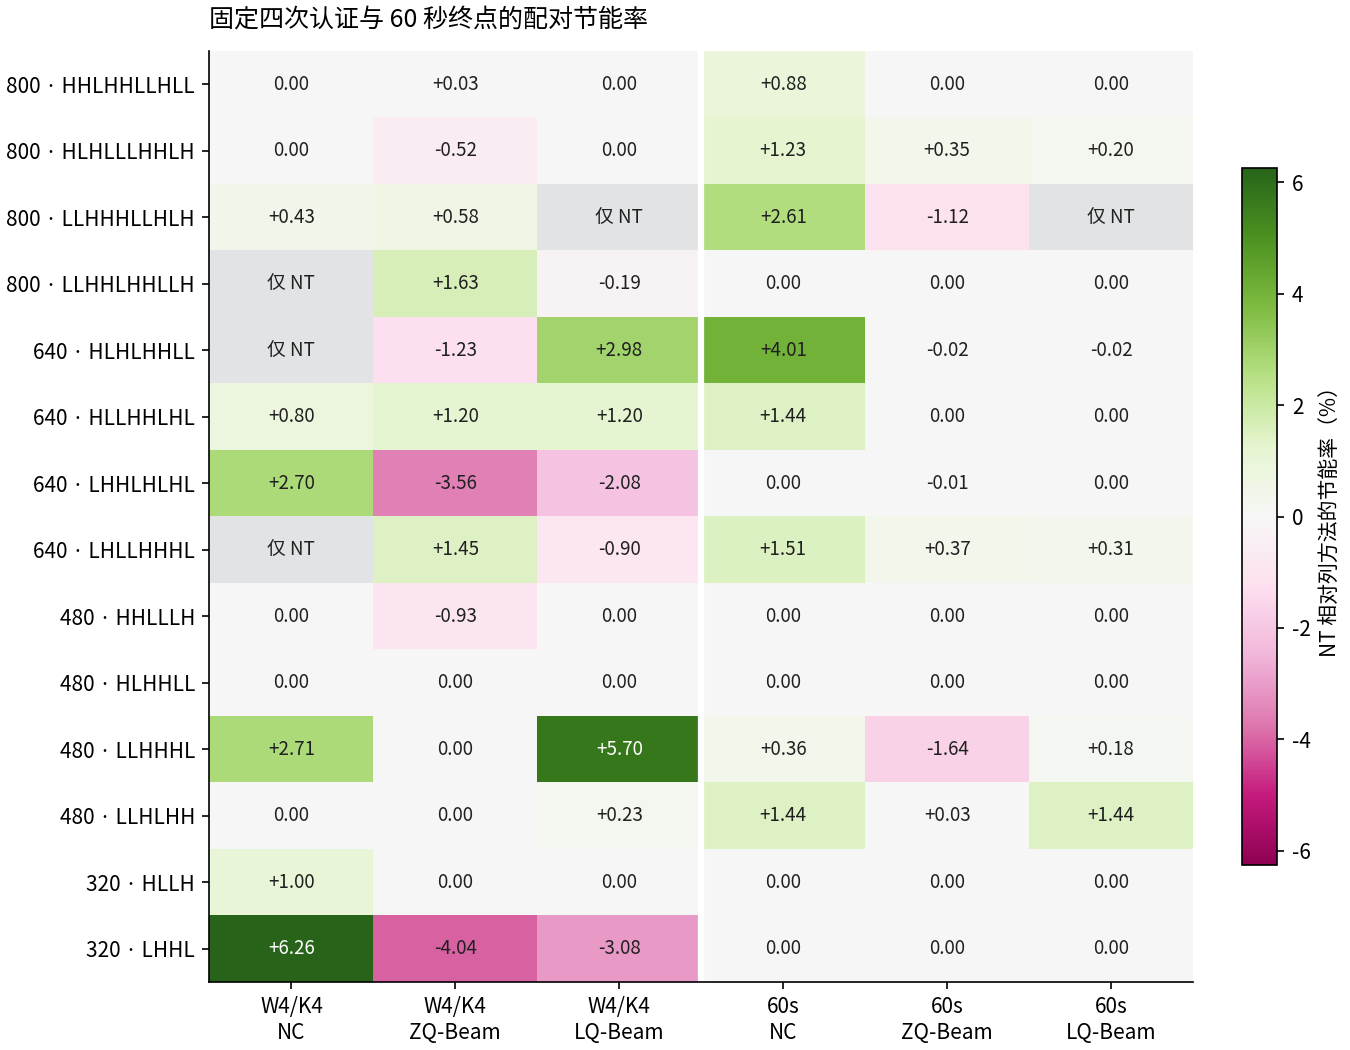 固定四次认证与 60 秒终点的配对节能率
800 · HHLHHLLHLL 0.00 +0.03 0.00 +0.88 0.00 0.00
800 · HLHLLLHHLH 0.00 -0.52 0.00 +1.23 +0.35 +0.20
800 · LLHHHLLHLH +0.43 +0.58 仅 NT +2.61 -1.12 仅 NT
800 · LLHHLHHLLH 仅 NT +1.63 -0.19 0.00 0.00 0.00
640 · HLHLHHLL 仅 NT -1.23 +2.98 +4.01 -0.02 -0.02
640 · HLLHHLHL +0.80 +1.20 +1.20 +1.44 0.00 0.00
640 · LHHLHLHL +2.70 -3.56 -2.08 0.00 -0.01 0.00
640 · LHLLHHHL 仅 NT +1.45 -0.90 +1.51 +0.37 +0.31
480 · HHLLLH 0.00 -0.93 0.00 0.00 0.00 0.00
480 · HLHHLL 0.00 0.00 0.00 0.00 0.00 0.00
480 · LLHHHL +2.71 0.00 +5.70 +0.36 -1.64 +0.18
480 · LLHLHH 0.00 0.00 +0.23 +1.44 +0.03 +1.44
320 · HLLH +1.00 0.00 0.00 0.00 0.00 0.00
320 · LHHL +6.26 -4.04 -3.08 0.00 0.00 0.00
W4/K4 W4/K4 W4/K4 60s 60s 60s
NC ZQ-Beam LQ-Beam NC ZQ-Beam LQ-Beam
6
4
2
0
-2
-4
-6
NT 相对列方法的节能率（%）